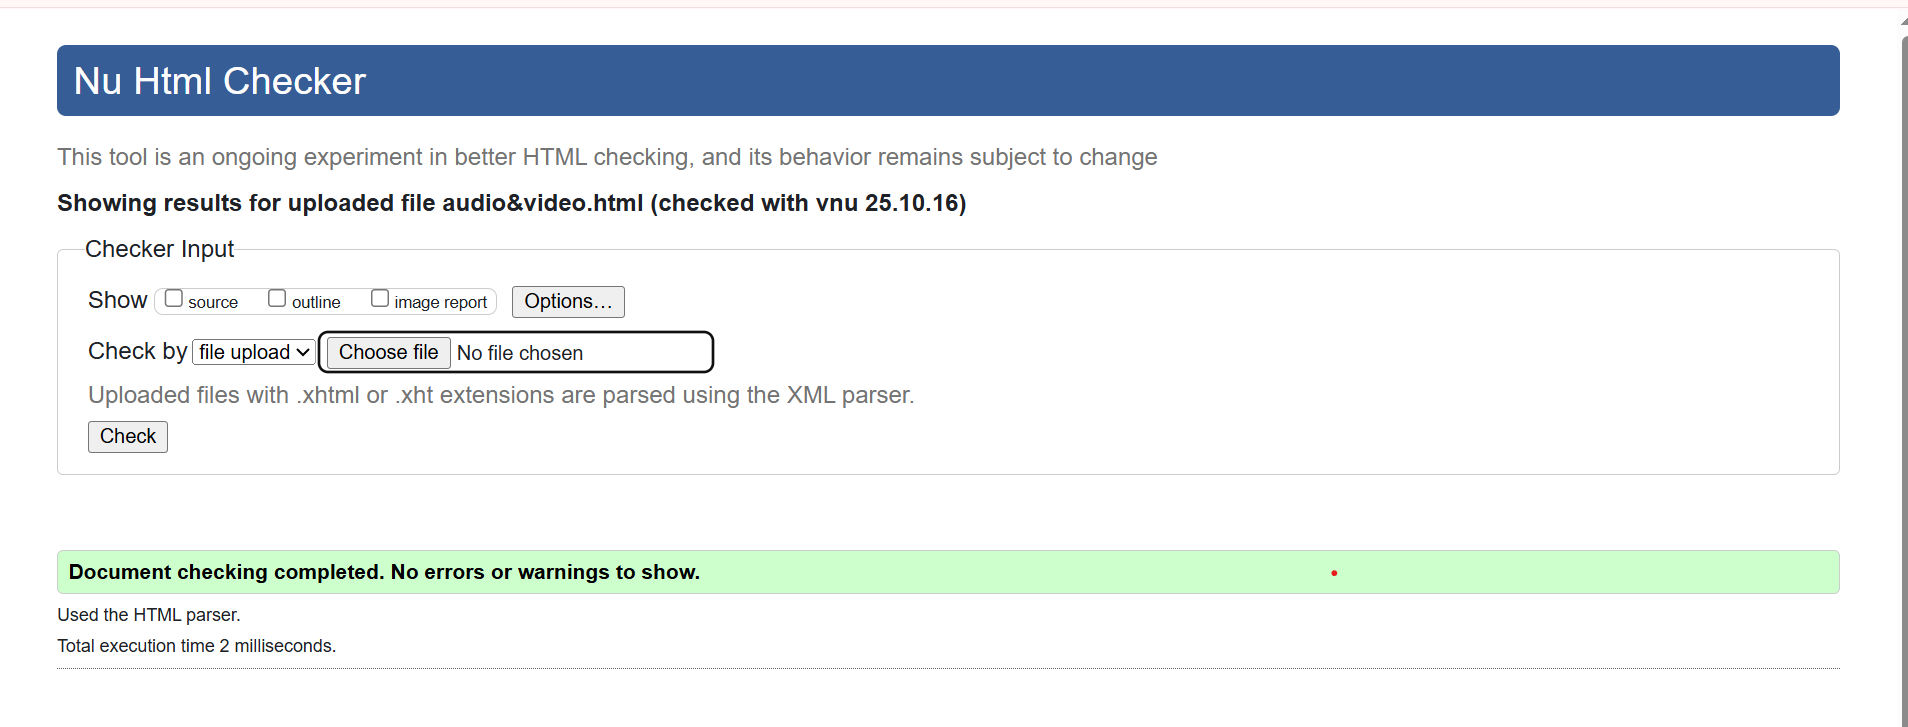 Nu Html Checker
This tool is an ongoing experiment in better HTML checking, and its behavior remains subject to change
Showing results for uploaded file audio&video.html (checked with vnu 25.10.16)
Checker Input
Show source outline image report Options…
Check by file upload Choose file No file chosen
Uploaded files with .xhtml or .xht extensions are parsed using the XML parser.
Check
Document checking completed. No errors or warnings to show.
Used the HTML parser.
Total execution time 2 milliseconds.